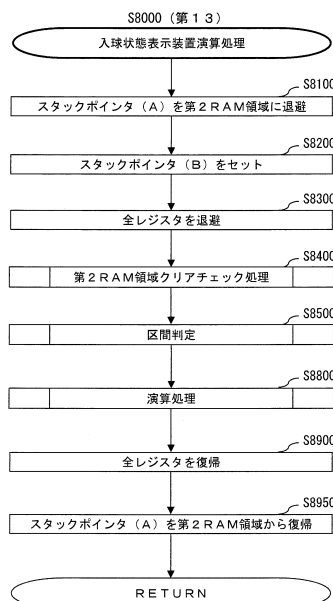 S8000（第１３）
入球状態表示装置演算処理
S8100
スタックポインタ（Ａ）を第２ＲＡＭ領域に退避
S8200
スタックポインタ（Ｂ）をセット
S8300
全レジスタを退避
S8400
第２ＲＡＭ領域クリアチェック処理
S8500
区間判定
S8800
演算処理
S8900
全レジスタを復帰
S8950
スタックポインタ（Ａ）を第２ＲＡＭ領域から復帰
ＲＥＴＵＲＮ